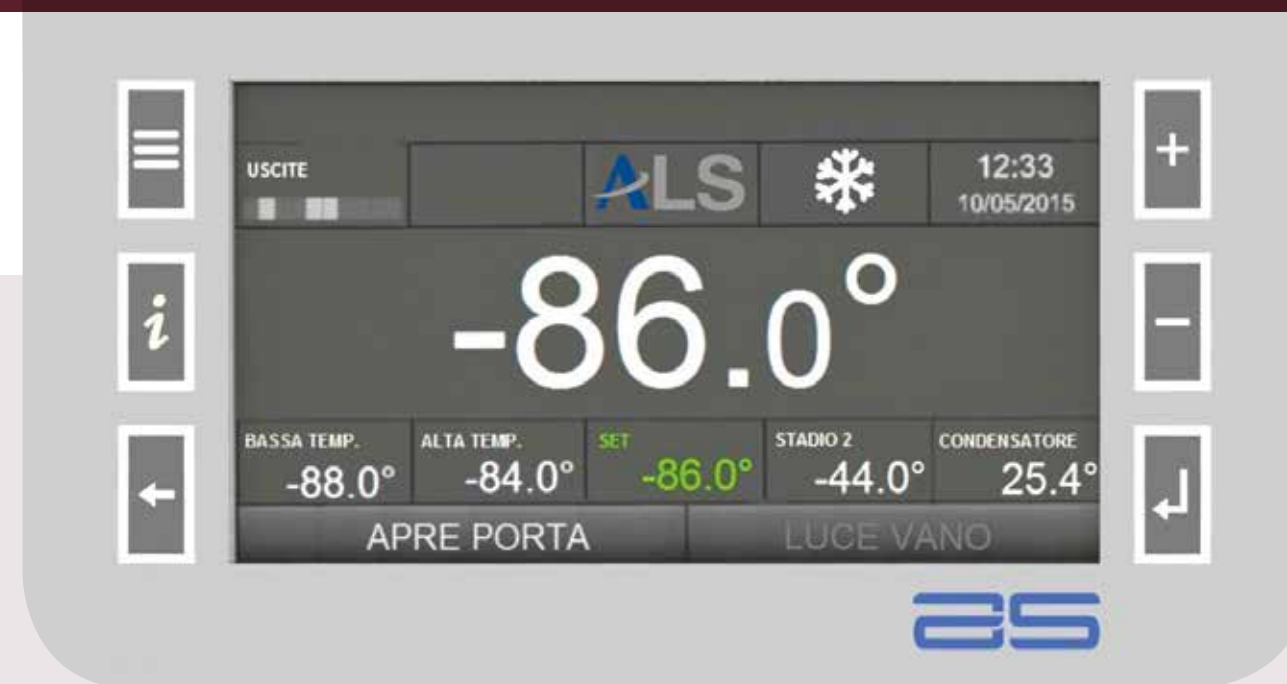 USCITE
ALS
12:33
10/05/2015
-86.0°
BASSA TEMP.
-88.0°
ALTA TEMP.
-84.0°
SET
-86.0°
STADIO 2
-44.0°
CONDENSATORE
25.4°
APRE PORTA
LUCE VANO
i
+
−
as